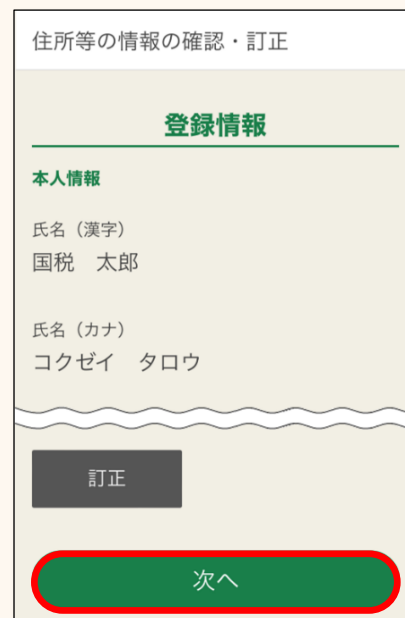 住所等の情報の確認・訂正
登録情報
本人情報
氏名（漢字）
国税　太郎
氏名（カナ）
コクゼイ　タロウ
訂正
次へ